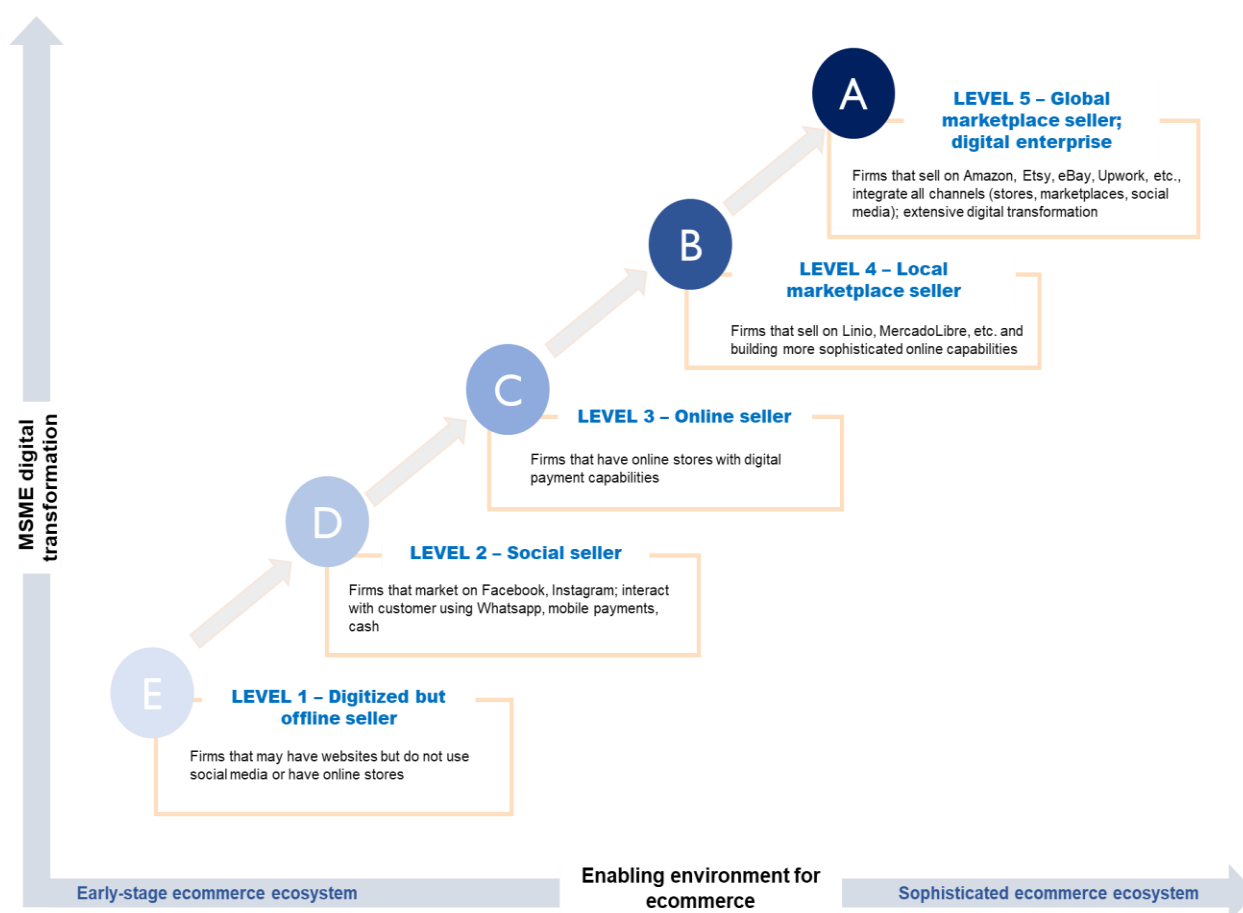 A
LEVEL 5 – Global
marketplace seller;
digital enterprise
Firms that sell on Amazon, Etsy, eBay, Upwork, etc.,
integrate all channels (stores, marketplaces, social
media); extensive digital transformation
B
LEVEL 4 – Local
marketplace seller
Firms that sell on Linio, MercadoLibre, etc. and
building more sophisticated online capabilities
C
LEVEL 3 – Online seller
Firms that have online stores with digital
payment capabilities
MSME digital
transformation
D
LEVEL 2 – Social seller
Firms that market on Facebook, Instagram; interact
with customer using Whatsapp, mobile payments,
cash
E
LEVEL 1 – Digitized but
offline seller
Firms that may have websites but do not use
social media or have online stores
Early-stage ecommerce ecosystem
Enabling environment for
ecommerce
Sophisticated ecommerce ecosystem